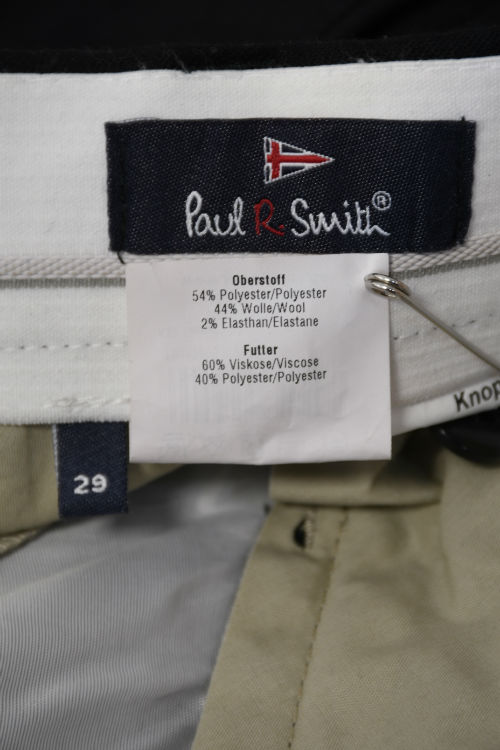 Paul R. Smith®
Oberstoff
54% Polyester/Polyester
44% Wolle/Wool
2% Elasthan/Elastane
Futter
60% Viskose/Viscose
40% Polyester/Polyester
Knop
29